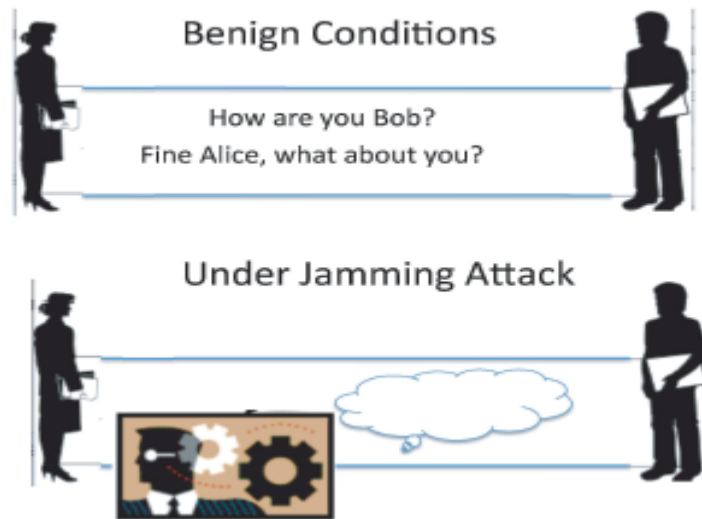 Benign Conditions
How are you Bob?
Fine Alice, what about you?
Under Jamming Attack